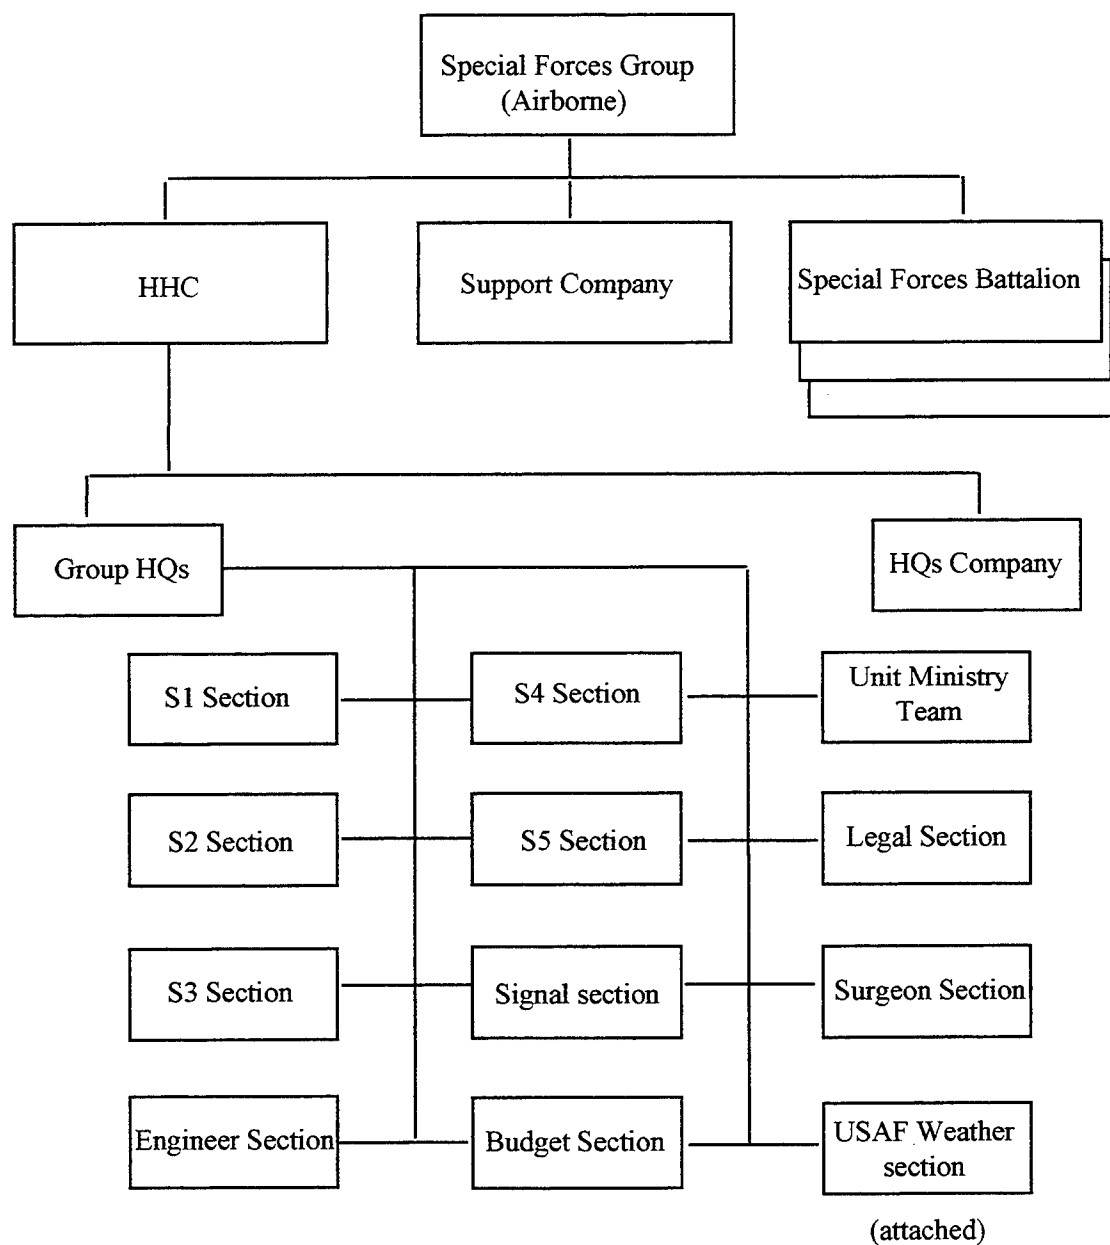 Special Forces Group
(Airborne)
HHC
Support Company
Special Forces Battalion
Group HQs
HQs Company
S1 Section
S4 Section
Unit Ministry
Team
S2 Section
S5 Section
Legal Section
S3 Section
Signal section
Surgeon Section
Engineer Section
Budget Section
USAF Weather
section
(attached)